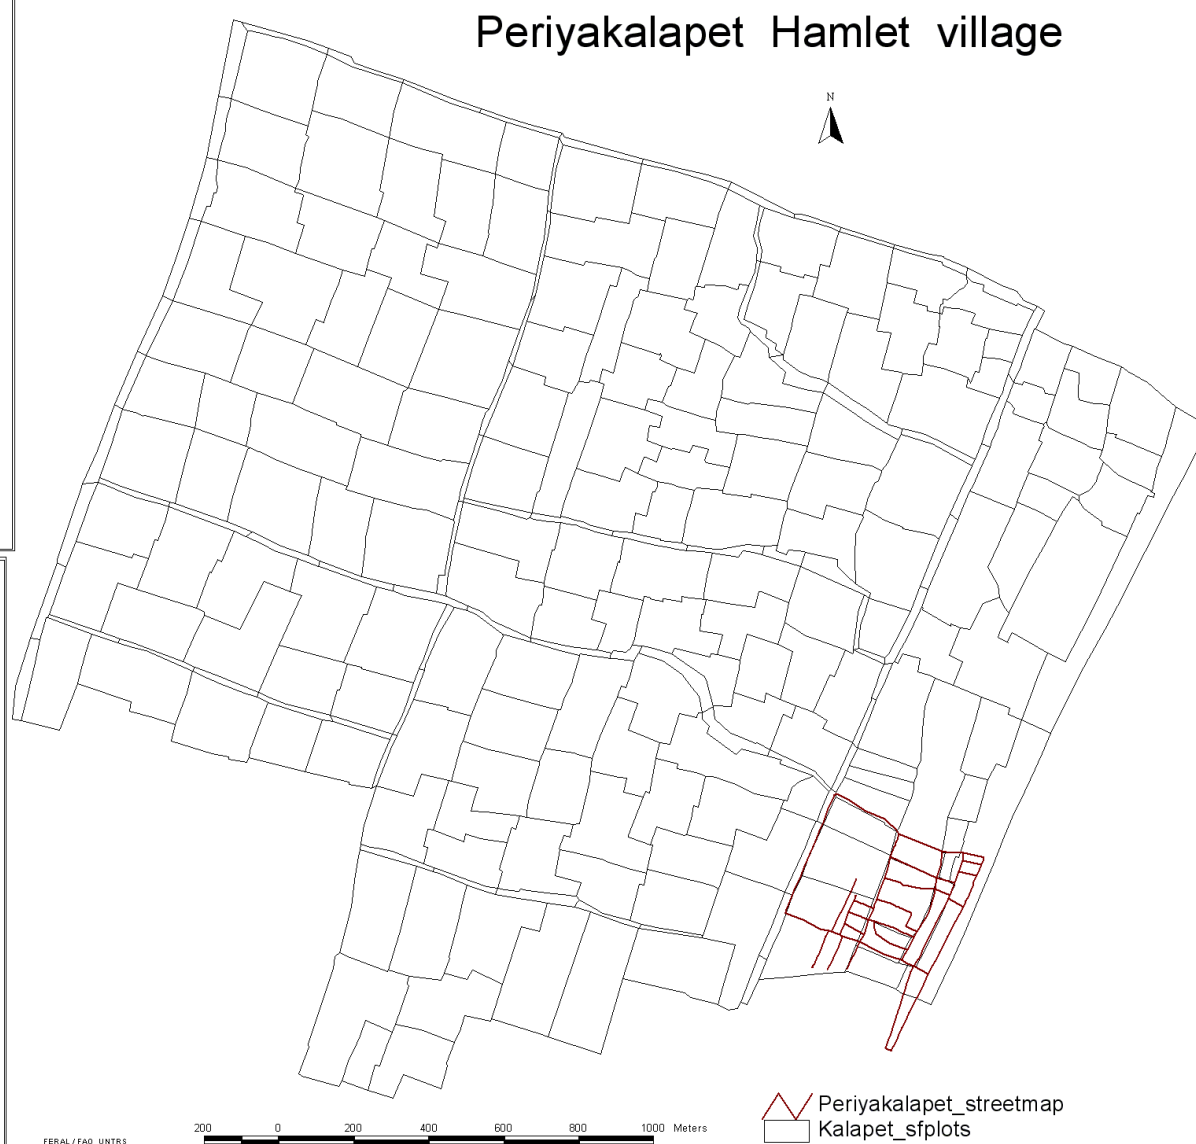 Periyakalapet Hamlet village
N
Periyakalapet_streetmap
Kalapet_sfplots
200 0 200 400 600 800 1000 Meters
FERAL / FAO UNTRS